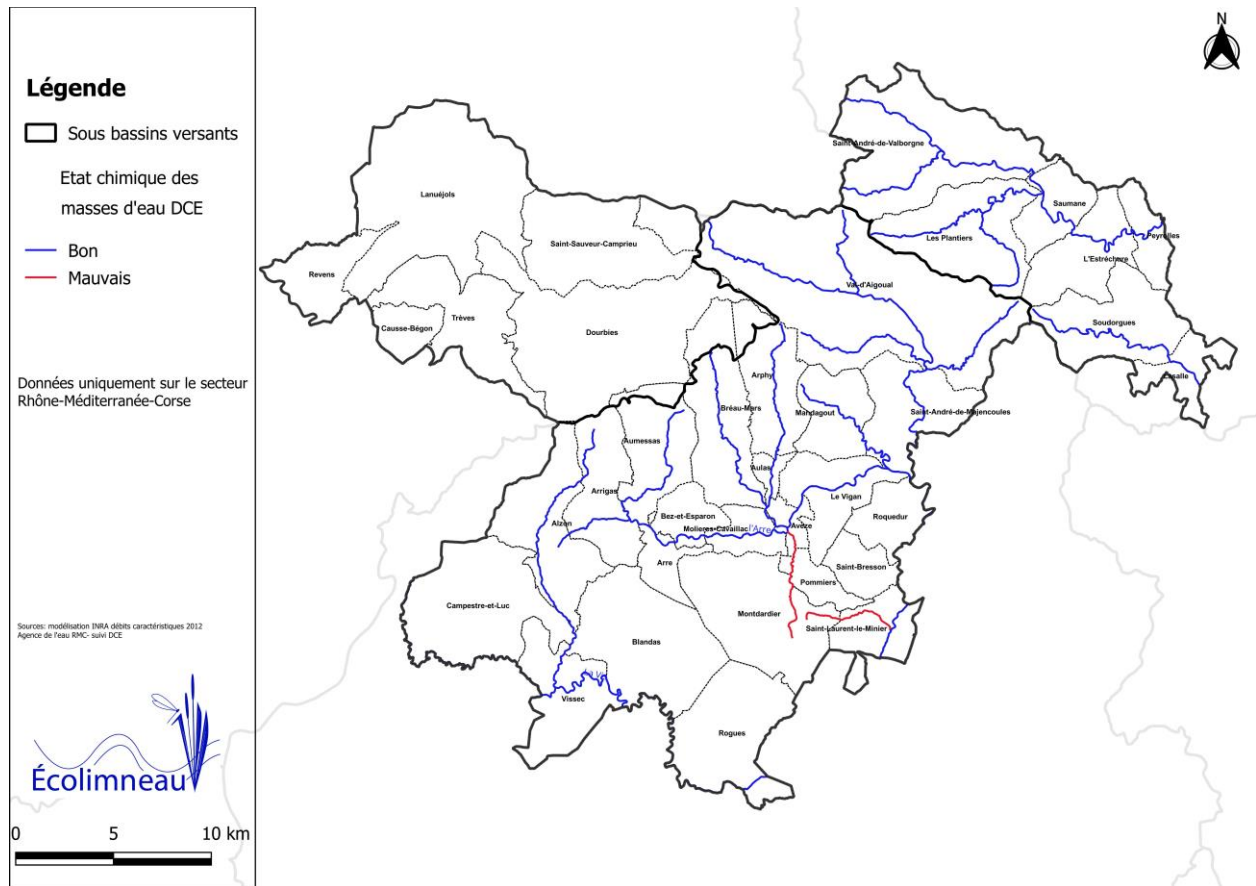 Légende
Sous bassins versants
Etat chimique des
masses d'eau DCE
Bon
Mauvais
Données uniquement sur le secteur
Rhône-Méditerranée-Corse
Sources: modélisation INRA débits caractéristiques 2012
Agence de l'eau RMC- suivi DCE
Écolimneau
0 5 10 km
N
Saint-André-de-Valborgne
Lanuéjols
Saumane
Les Plantiers
Peyrolles
Saint-Sauveur-Camprieu
L'Estréchure
Revens
Val-d'Aigoual
Trèves
Causse-Bégon
Dourbies
Soudorgues
Lasalle
Arphy
Bréau-Mars
Mandagout
Saint-André-de-Majencoules
Aumessas
Aulas
Arrigas
Le Vigan
Bez-et-Esparon
Roquedur
Alzon
Molieres-Cavaillac
l'Arre
Avèze
Arre
Saint-Bresson
Pommiers
Campestre-et-Luc
Montdardier
Saint-Laurent-le-Minier
Blandas
Vissec
Rogues